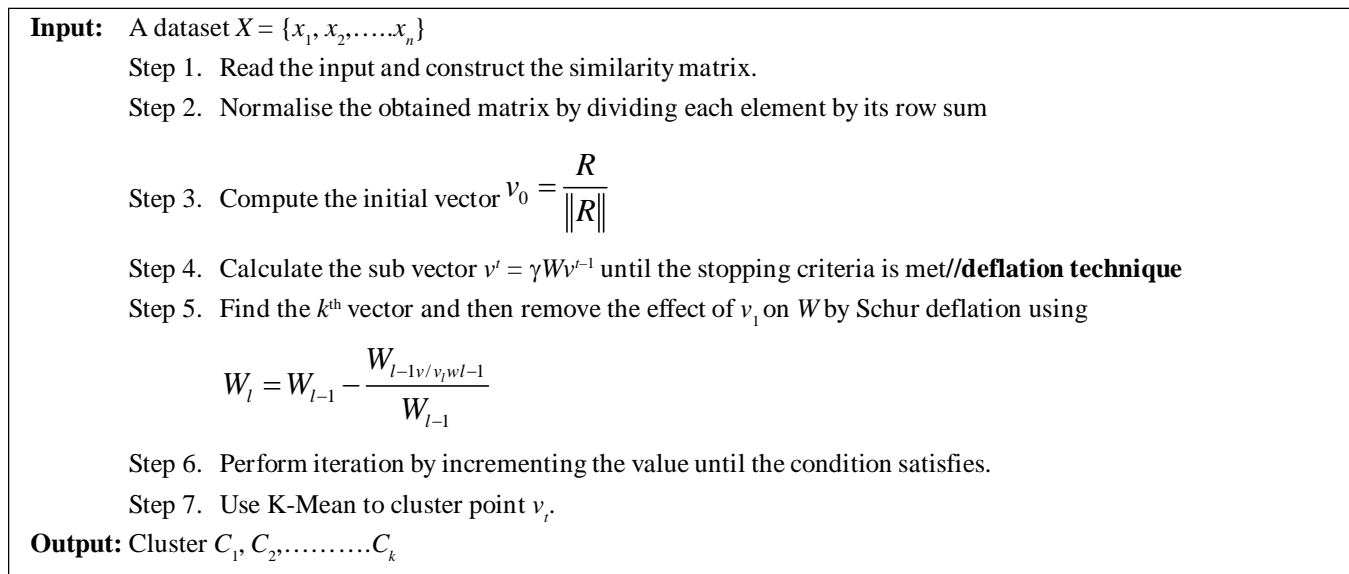 Input: A dataset X = {x₁, x₂,.....xₙ}
Step 1. Read the input and construct the similarity matrix.
Step 2. Normalise the obtained matrix by dividing each element by its row sum
Step 3. Compute the initial vector v₀ = R / ‖R‖
Step 4. Calculate the sub vector vᵗ = γWvᵗ⁻¹ until the stopping criteria is met//deflation technique
Step 5. Find the kᵗʰ vector and then remove the effect of v₁ on W by Schur deflation using
W_l = W_{l−1} − W_{l−1v/v_l wl−1} / W_{l−1}
Step 6. Perform iteration by incrementing the value until the condition satisfies.
Step 7. Use K-Mean to cluster point vₜ.
Output: Cluster C₁, C₂,..........Cₖ